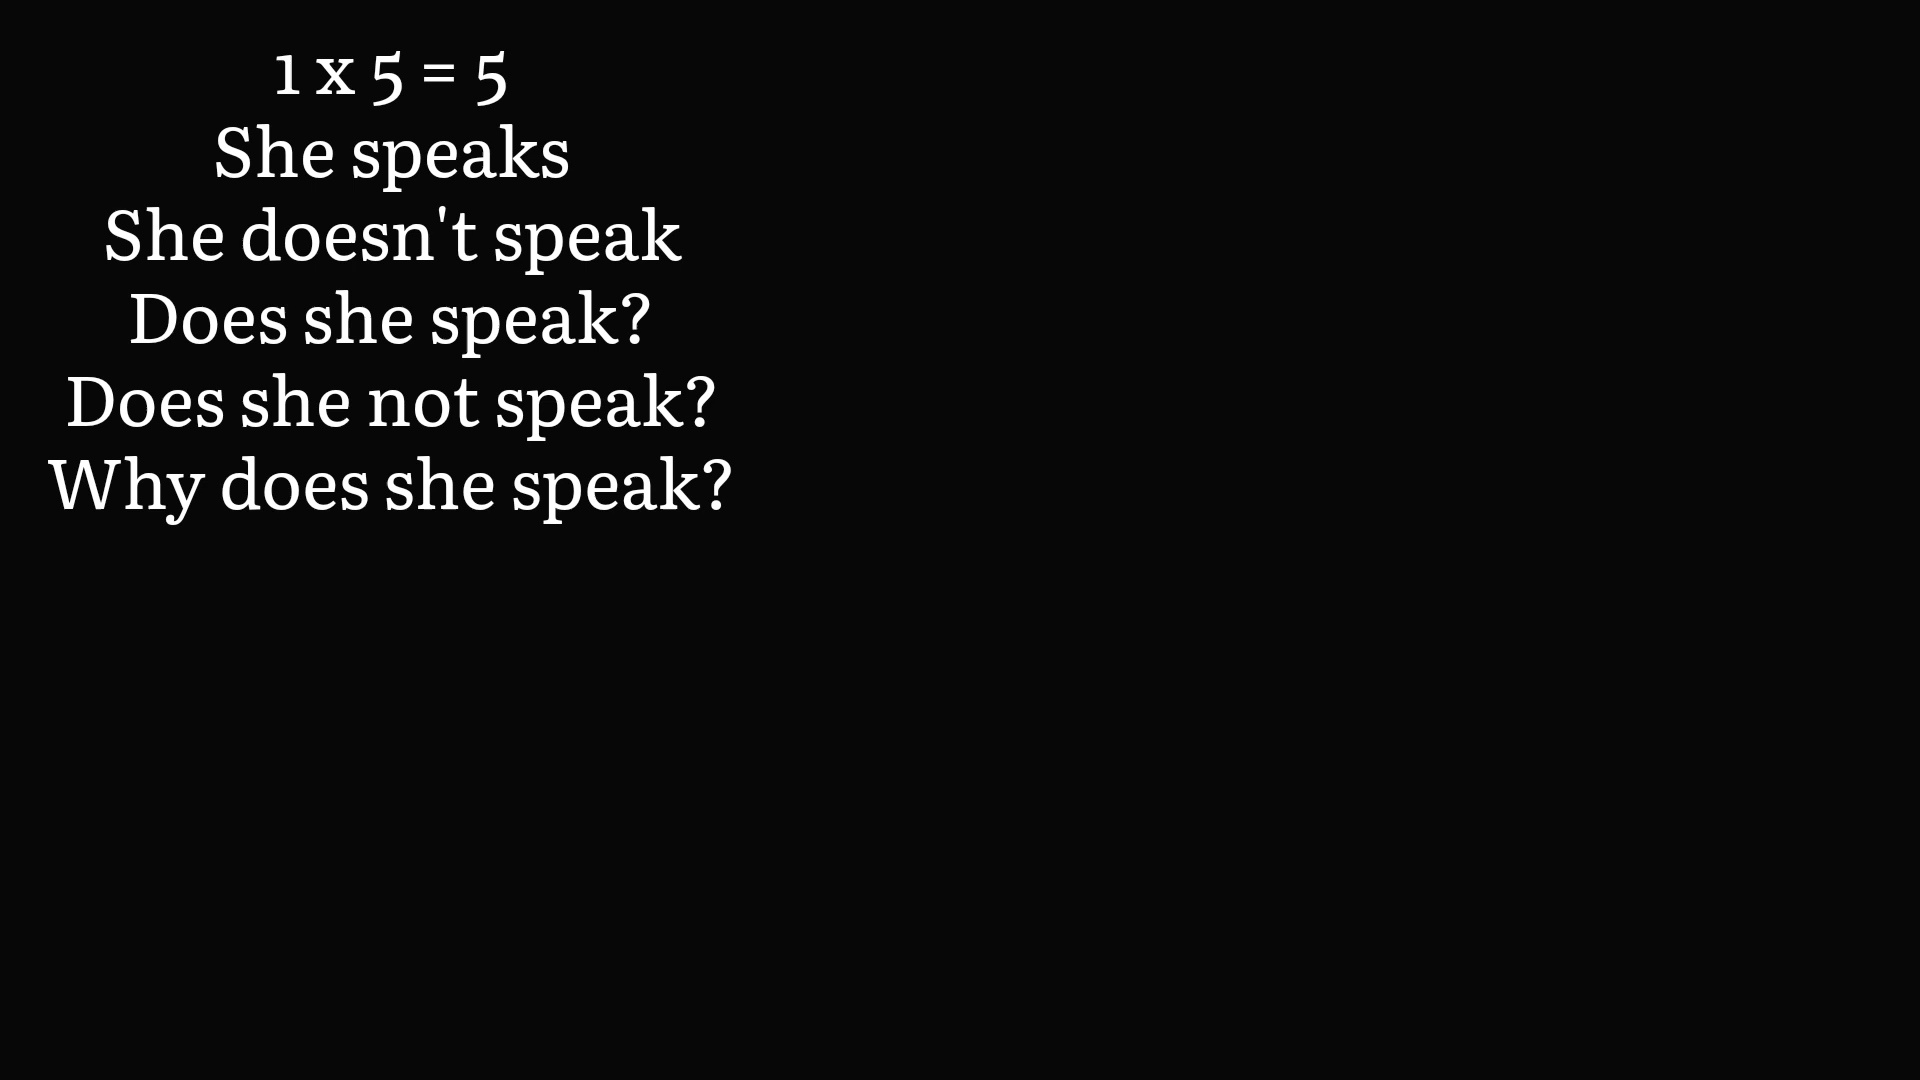 1 x 5 = 5
She speaks
She doesn't speak
Does she speak?
Does she not speak?
Why does she speak?